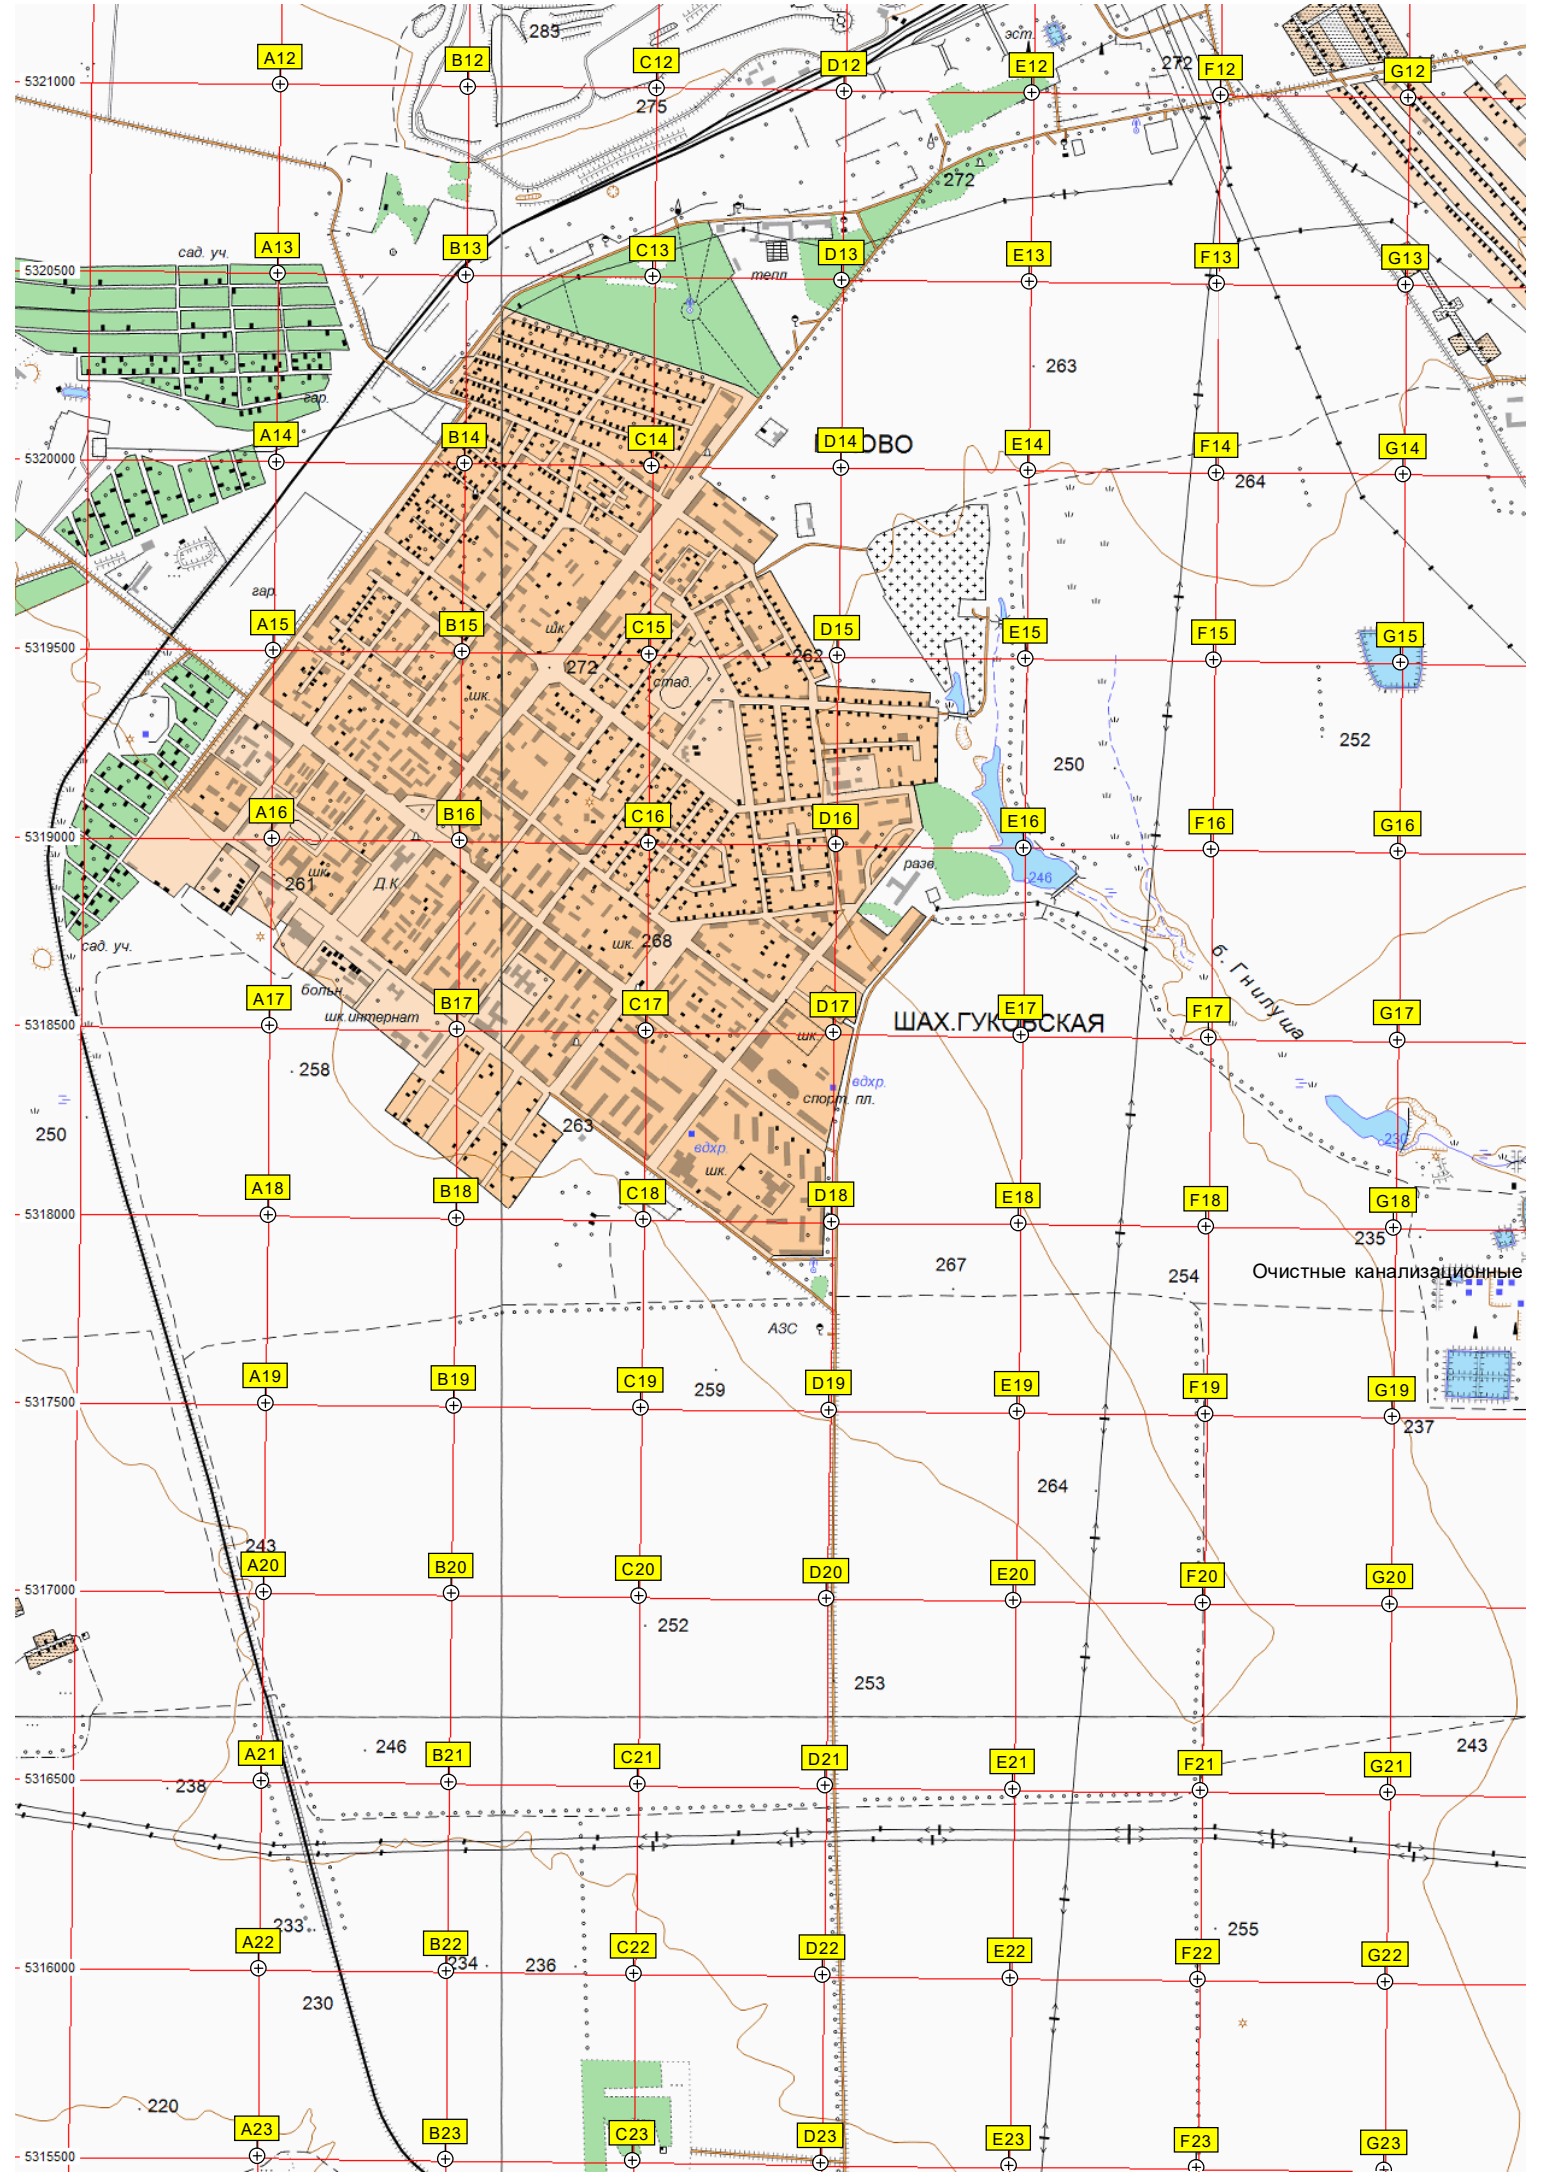 283
эст.
272
A12 B12 C12 D12 E12 F12 G12
5321000
275
272
сад. уч.
A13 B13 C13 D13 E13 F13 G13
5320500
тепл
263
гар.
A14 B14 C14 D14 E14 F14 G14
ОВО
5320000
264
гар.
A15 B15 C15 D15 E15 F15 G15
шк.
5319500
272
262
шк.
стад.
252
250
A16 B16 C16 D16 E16 F16 G16
5319000
разв.
261
шк.
Д.К
246
шк.
268
сад. уч.
б. Гнилуша
больн
A17 B17 C17 D17 E17 F17 G17
шк.интернат
ШАХ.ГУКОВСКАЯ
5318500
шк.
258
вдхр.
спорт. пл.
250
263
230
вдхр.
шк.
A18 B18 C18 D18 E18 F18 G18
5318000
235
267
254
Очистные канализационные
АЗС
A19 B19 C19 D19 E19 F19 G19
259
5317500
237
264
243
A20 B20 C20 D20 E20 F20 G20
5317000
252
253
246
243
A21 B21 C21 D21 E21 F21 G21
5316500
238
233
255
A22 B22 C22 D22 E22 F22 G22
5316000
234
236
230
220
A23 B23 C23 D23 E23 F23 G23
5315500